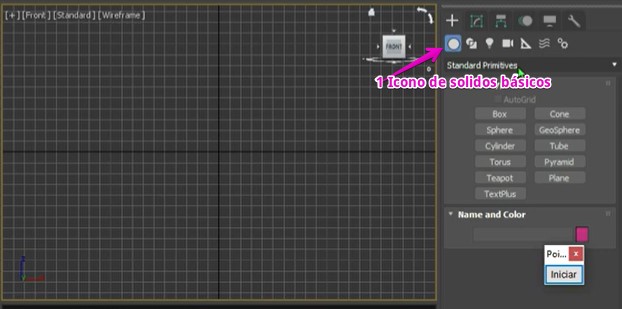 [+] [Front] [Standard] [Wireframe]
FRONT
1 Icono de solidos básicos
Standard Primitives
AutoGrid
Box
Cone
Sphere
GeoSphere
Cylinder
Tube
Torus
Pyramid
Teapot
Plane
TextPlus
Name and Color
Poi...
x
Iniciar
z